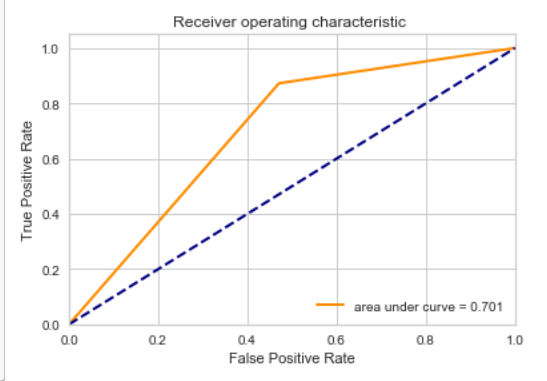 Receiver operating characteristic
1.0
0.8
0.6
0.4
0.2
0.0
True Positive Rate
area under curve = 0.701
0.0 0.2 0.4 0.6 0.8 1.0
False Positive Rate